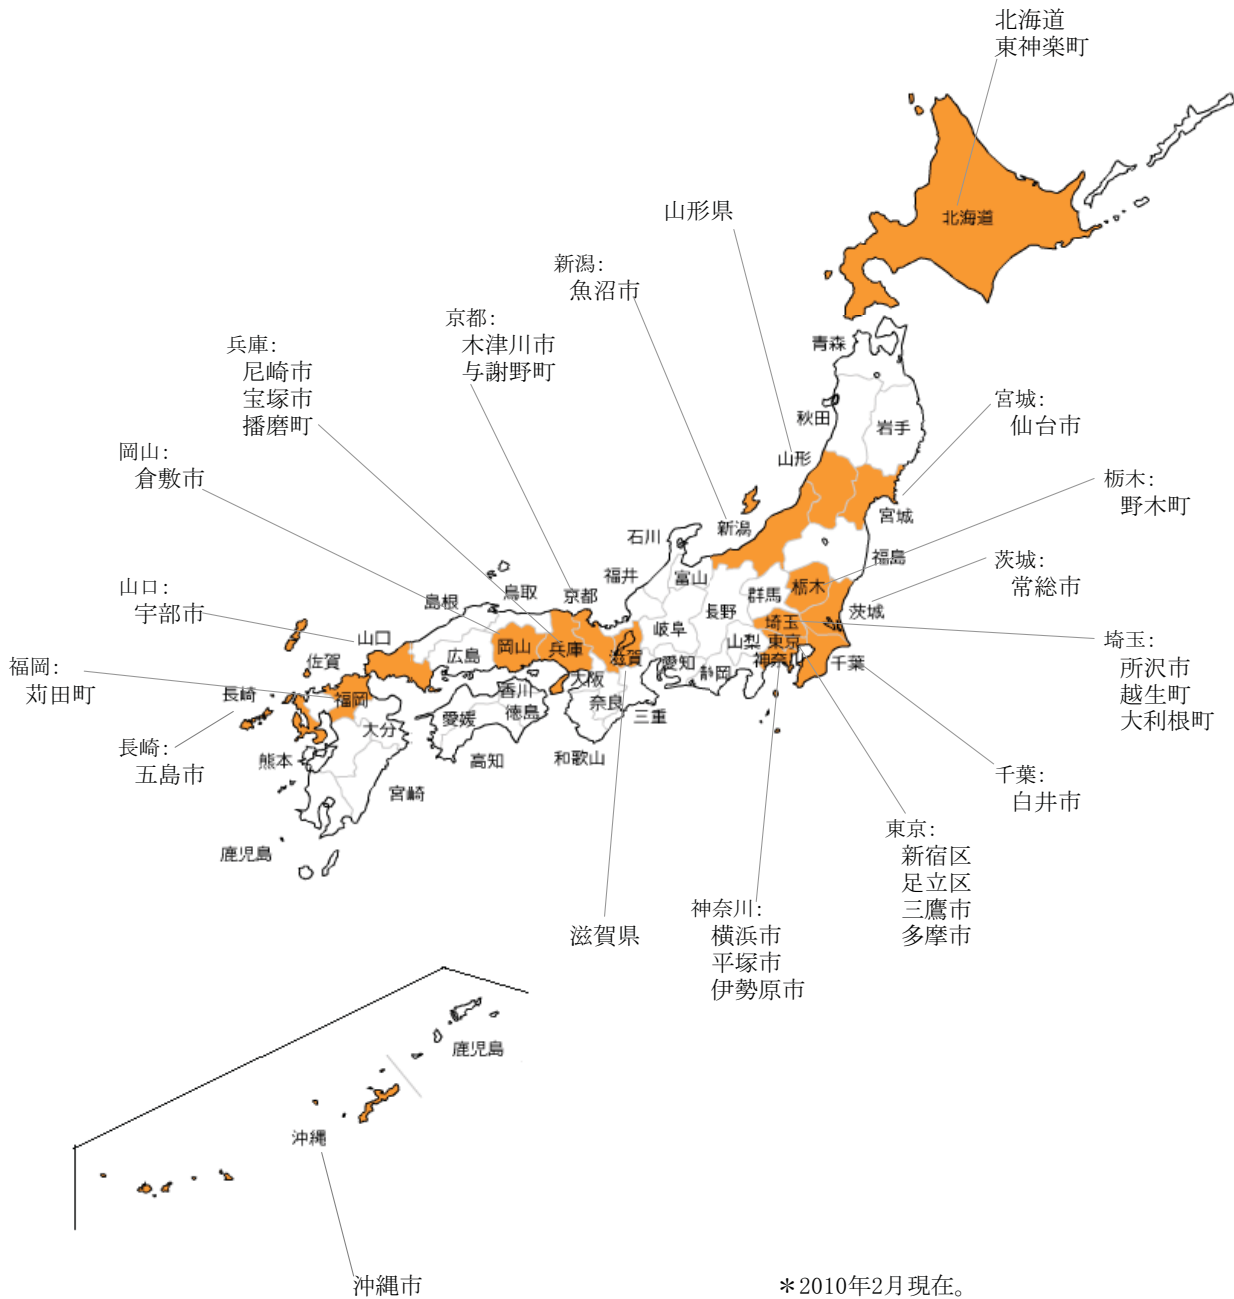 北海道
東神楽町
北海道
山形県
新潟:
魚沼市
京都:
木津川市
与謝野町
兵庫:
尼崎市
宝塚市
播磨町
岡山:
倉敷市
山口:
宇部市
福岡:
苅田町
長崎:
五島市
宮城:
仙台市
栃木:
野木町
茨城:
常総市
埼玉:
所沢市
越生町
大利根町
千葉:
白井市
東京:
新宿区
足立区
三鷹市
多摩市
神奈川:
横浜市
平塚市
伊勢原市
滋賀県
青森
秋田
岩手
山形
宮城
新潟
福島
石川
富山
福井
群馬
栃木
茨城
長野
埼玉
東京
神奈川
千葉
山梨
岐阜
静岡
愛知
滋賀
三重
京都
大阪
奈良
和歌山
兵庫
鳥取
島根
岡山
広島
山口
香川
徳島
愛媛
高知
福岡
佐賀
長崎
大分
熊本
宮崎
鹿児島
鹿児島
沖縄
沖縄市
*2010年2月現在。